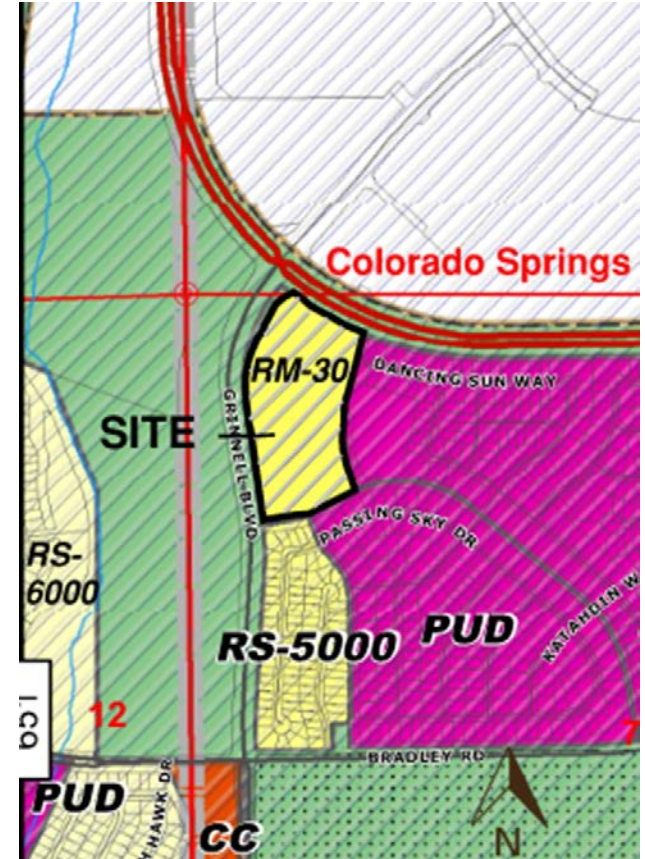 Colorado Springs
RM-30
DANCING SUN WAY
SITE
GRINNELL BLVD
PASSING SKY DR
RS-
6000
RS-5000
PUD
KATAHDIN W
12
7
BRADLEY RD
PUD
Y HAWK DR
CC
N